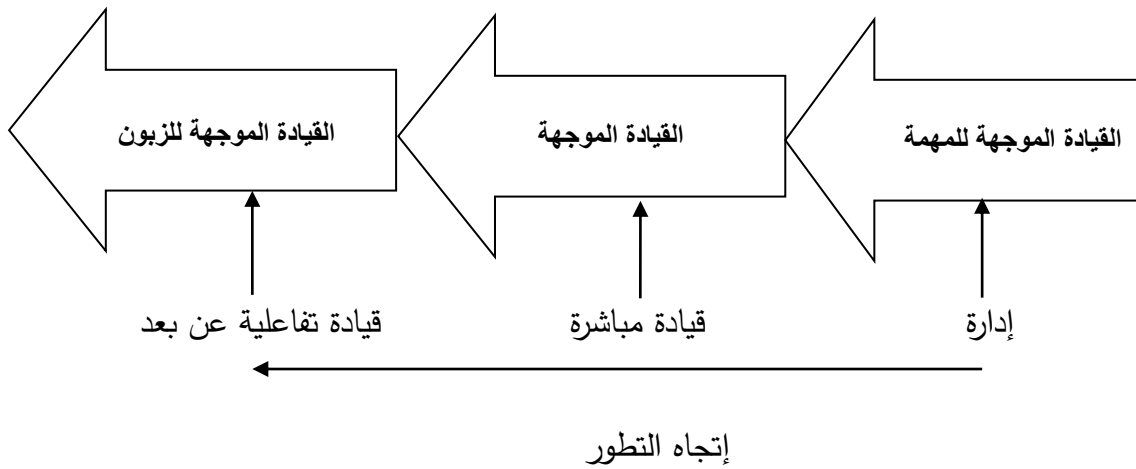 القيادة الموجهة للمهمة
القيادة الموجهة
القيادة الموجهة للزبون
إدارة
قيادة مباشرة
قيادة تفاعلية عن بعد
إتجاه التطور